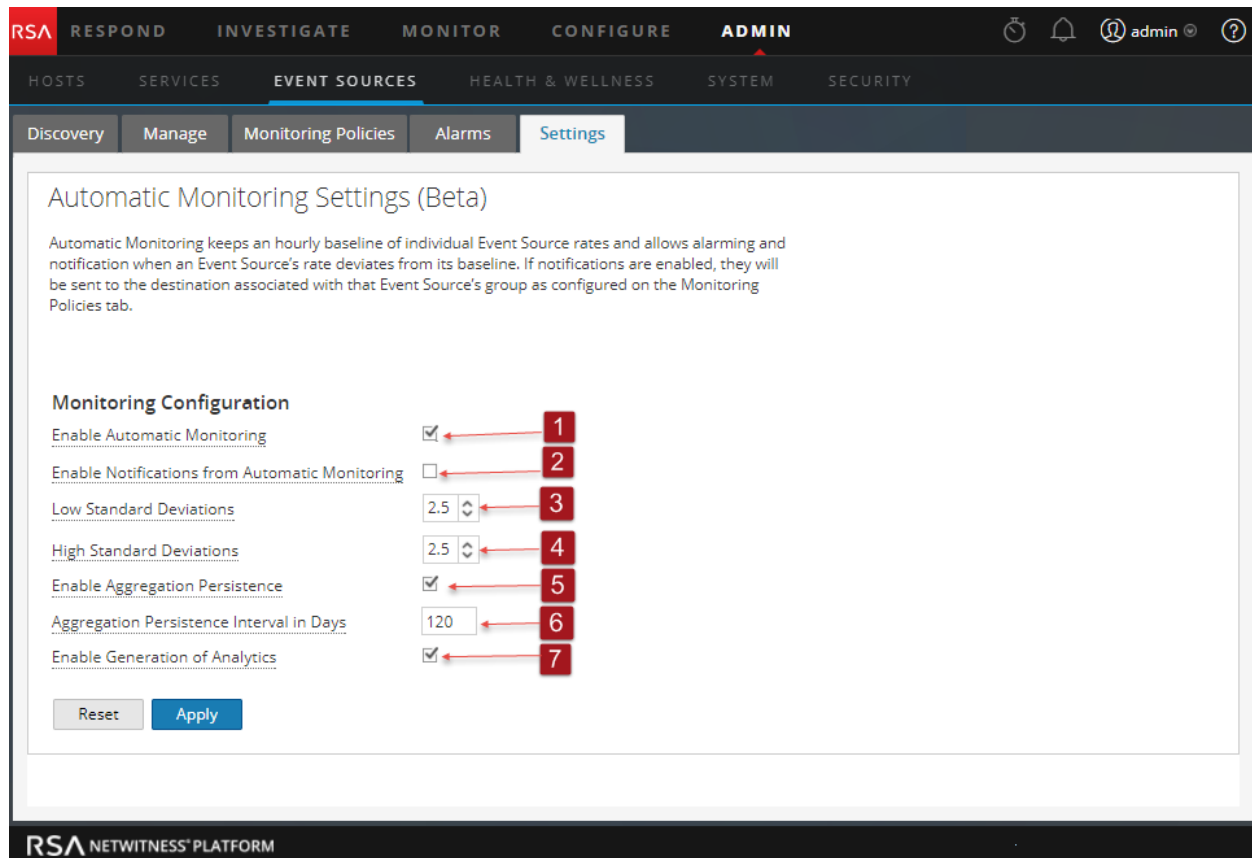 RSA RESPOND INVESTIGATE MONITOR CONFIGURE ADMIN admin ?
HOSTS SERVICES EVENT SOURCES HEALTH & WELLNESS SYSTEM SECURITY
Discovery Manage Monitoring Policies Alarms Settings
Automatic Monitoring Settings (Beta)
Automatic Monitoring keeps an hourly baseline of individual Event Source rates and allows alarming and
notification when an Event Source's rate deviates from its baseline. If notifications are enabled, they will
be sent to the destination associated with that Event Source's group as configured on the Monitoring
Policies tab.
Monitoring Configuration
Enable Automatic Monitoring 1
Enable Notifications from Automatic Monitoring 2
Low Standard Deviations 2.5 3
High Standard Deviations 2.5 4
Enable Aggregation Persistence 5
Aggregation Persistence Interval in Days 120 6
Enable Generation of Analytics 7
Reset Apply
RSA NETWITNESS® PLATFORM